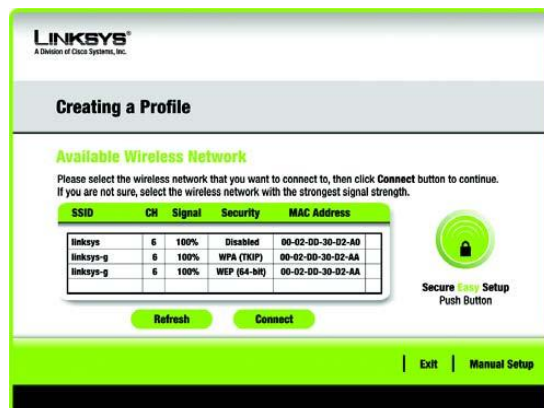 LINKSYS®
A Division of Cisco Systems, Inc.
Creating a Profile
Available Wireless Network
Please select the wireless network that you want to connect to, then click Connect button to continue.
If you are not sure, select the wireless network with the strongest signal strength.
SSID CH Signal Security MAC Address
linksys 6 100% Disabled 00-02-DD-30-D2-A0
linksys-g 6 100% WPA (TKIP) 00-02-DD-30-D2-AA
linksys-g 6 100% WEP (64-bit) 00-02-DD-30-D2-AA
Secure Easy Setup
Push Button
Refresh Connect
Exit Manual Setup